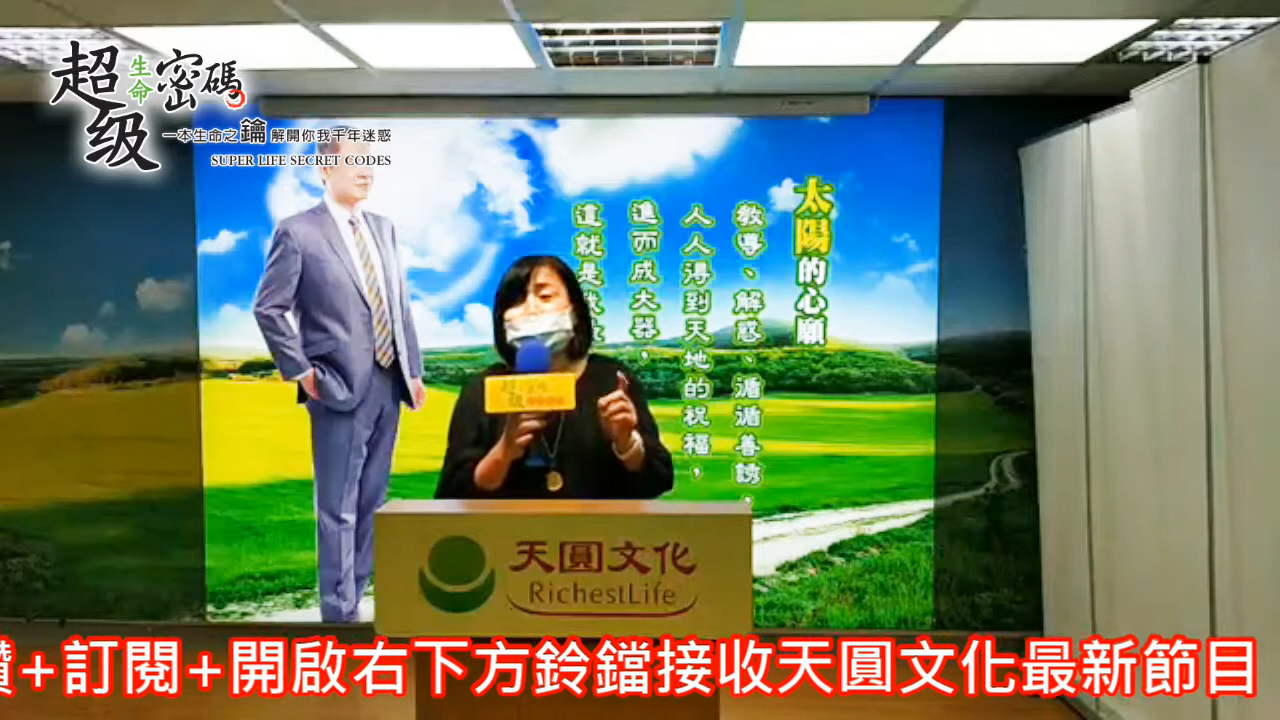 超级生命密碼
一本生命之鑰 解開你我千年迷惑
SUPER LIFE SECRET CODES
太陽的心願
教導、解惑、循循善誘，
人人得到天地的祝福，
進而成大器，
這就是
超级
天圓文化
RichestLife
讚+訂閱+開啟右下方鈴鐺接收天圓文化最新節目